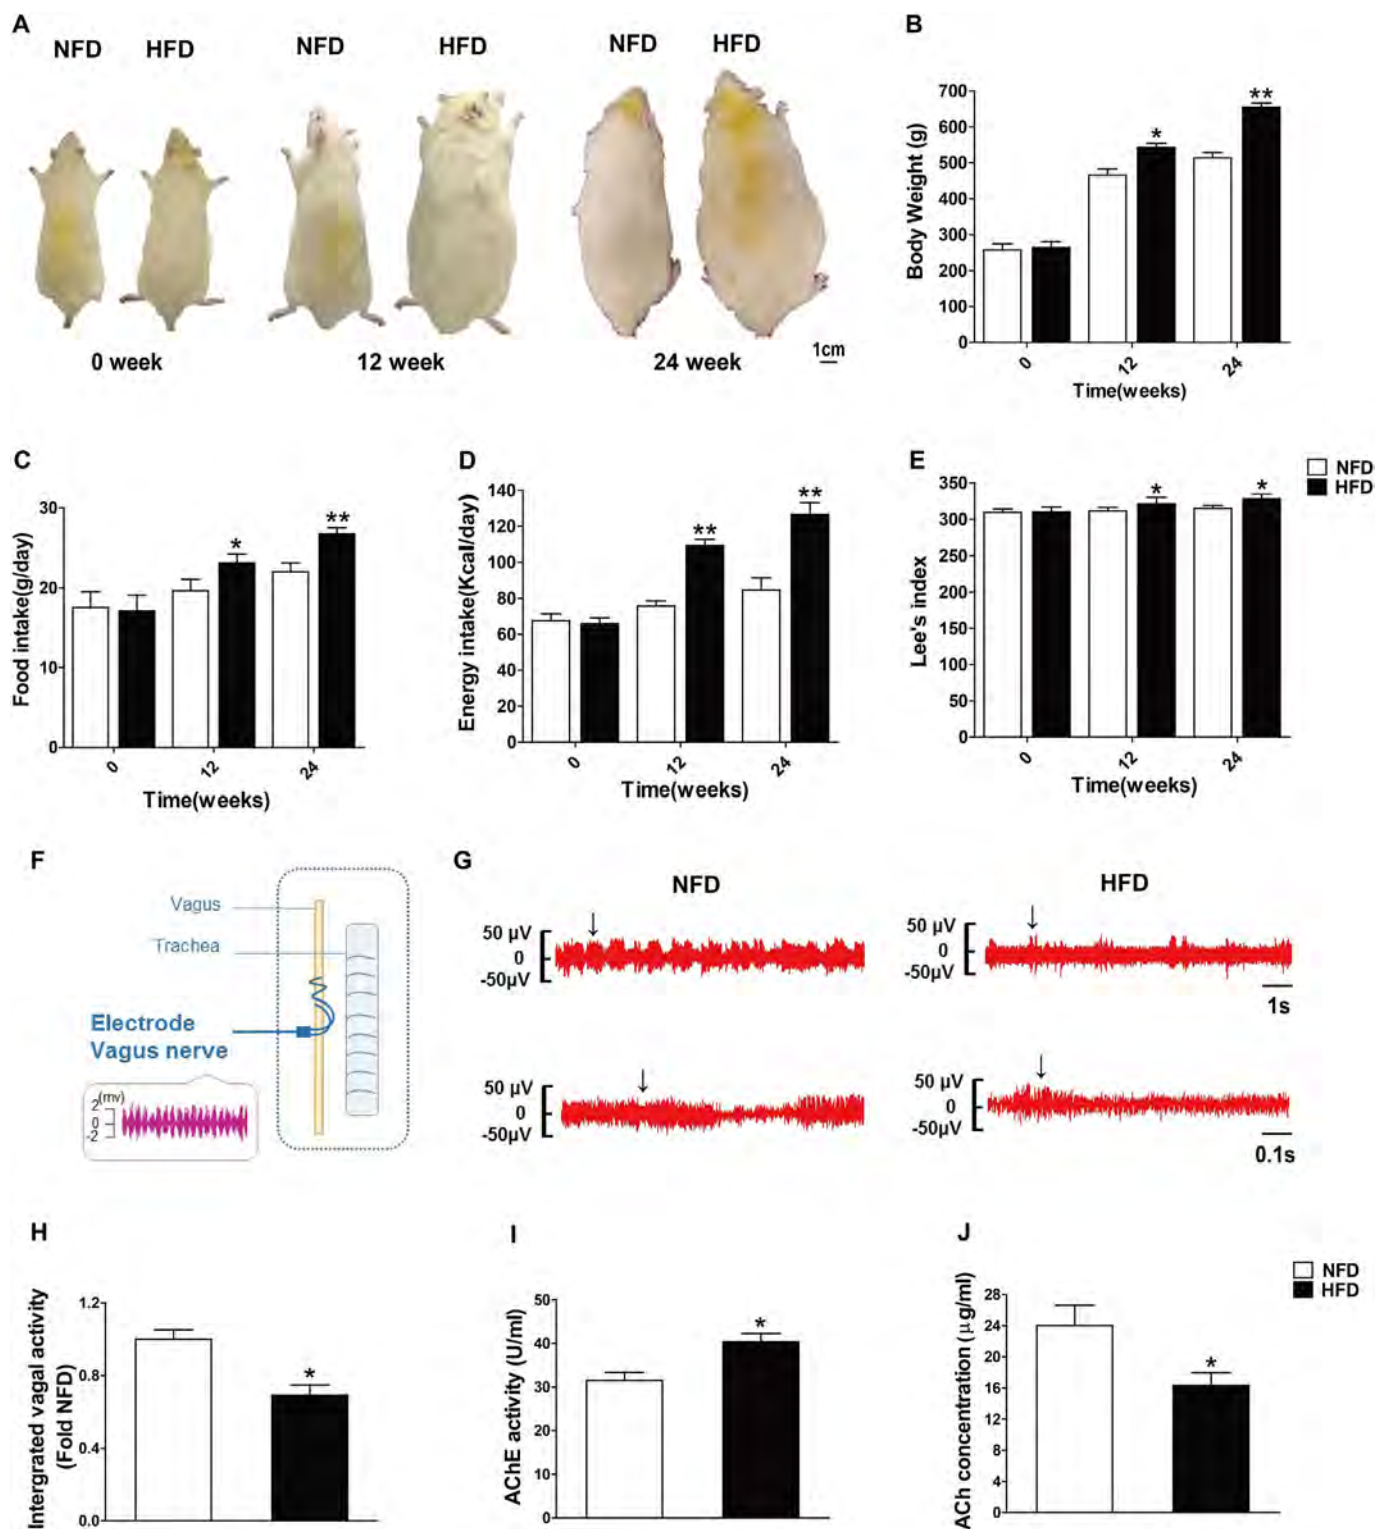 A
NFD HFD
NFD HFD
NFD HFD
0 week
12 week
24 week
1cm
B
Body Weight (g)
700
600
500
400
300
200
100
0
0 12 24
Time(weeks)
* **
C
Food intake(g/day)
30
20
10
0
0 12 24
Time(weeks)
* **
D
Energy intake(Kcal/day)
140
120
100
80
60
40
20
0
0 12 24
Time(weeks)
** **
E
Lee's index
350
300
250
200
150
100
50
0
0 12 24
Time(weeks)
* *
NFD
HFD
F
Vagus
Trachea
Electrode
Vagus nerve
(mv)
2
0
-2
G
NFD
HFD
50 µV
0
-50µV
50 µV
0
-50µV
1s
50 µV
0
-50µV
50 µV
0
-50µV
0.1s
H
Intergrated vagal activity
(Fold NFD)
1.2
0.8
0.4
0.0
*
I
AChE activity (U/ml)
50
40
30
20
10
0
*
J
ACh concentration (µg/ml)
28
24
20
16
12
8
4
0
*
NFD
HFD